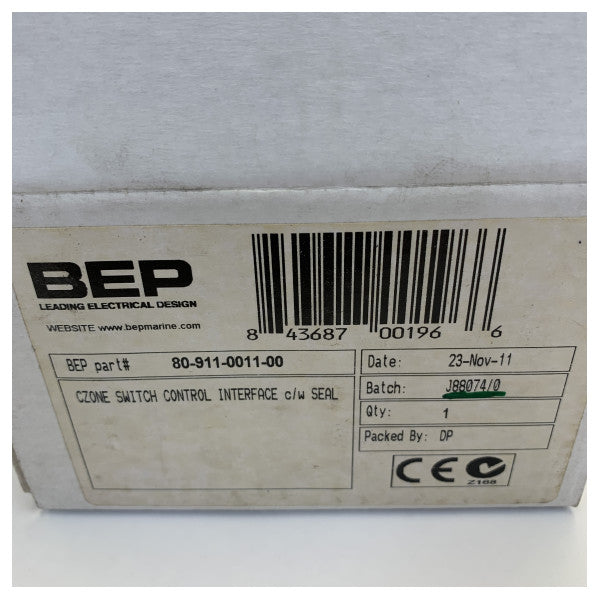 BEP
LEADING ELECTRICAL DESIGN
WEBSITE www.bepmarine.com
8 43687 00196 6
BEP part# 80-911-0011-00
CZONE SWITCH CONTROL INTERFACE c/w SEAL
Date: 23-Nov-11
Batch: J88074/0
Qty: 1
Packed By: DP
CE
Z168